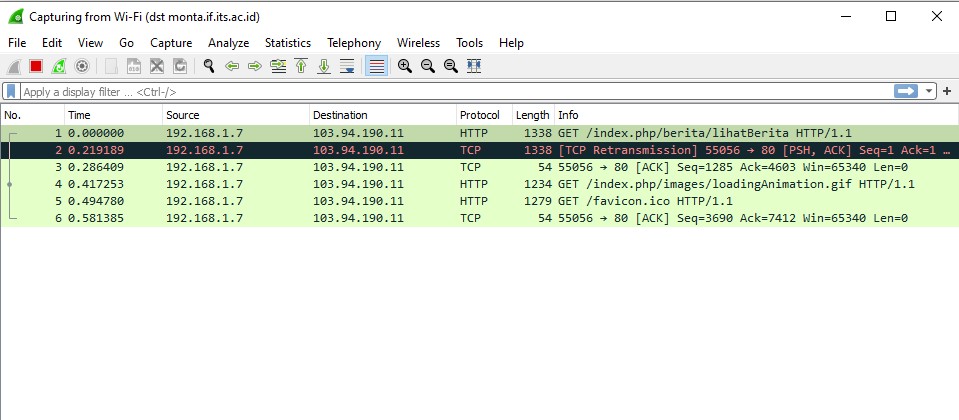 Capturing from Wi-Fi (dst monta.if.its.ac.id)
File Edit View Go Capture Analyze Statistics Telephony Wireless Tools Help
Apply a display filter ... <Ctrl-/>
No. Time Source Destination Protocol Length Info
1 0.000000 192.168.1.7 103.94.190.11 HTTP 1338 GET /index.php/berita/lihatBerita HTTP/1.1
2 0.219189 192.168.1.7 103.94.190.11 TCP 1338 [TCP Retransmission] 55056 → 80 [PSH, ACK] Seq=1 Ack=1 …
3 0.286409 192.168.1.7 103.94.190.11 TCP 54 55056 → 80 [ACK] Seq=1285 Ack=4603 Win=65340 Len=0
4 0.417253 192.168.1.7 103.94.190.11 HTTP 1234 GET /index.php/images/loadingAnimation.gif HTTP/1.1
5 0.494780 192.168.1.7 103.94.190.11 HTTP 1279 GET /favicon.ico HTTP/1.1
6 0.581385 192.168.1.7 103.94.190.11 TCP 54 55056 → 80 [ACK] Seq=3690 Ack=7412 Win=65340 Len=0